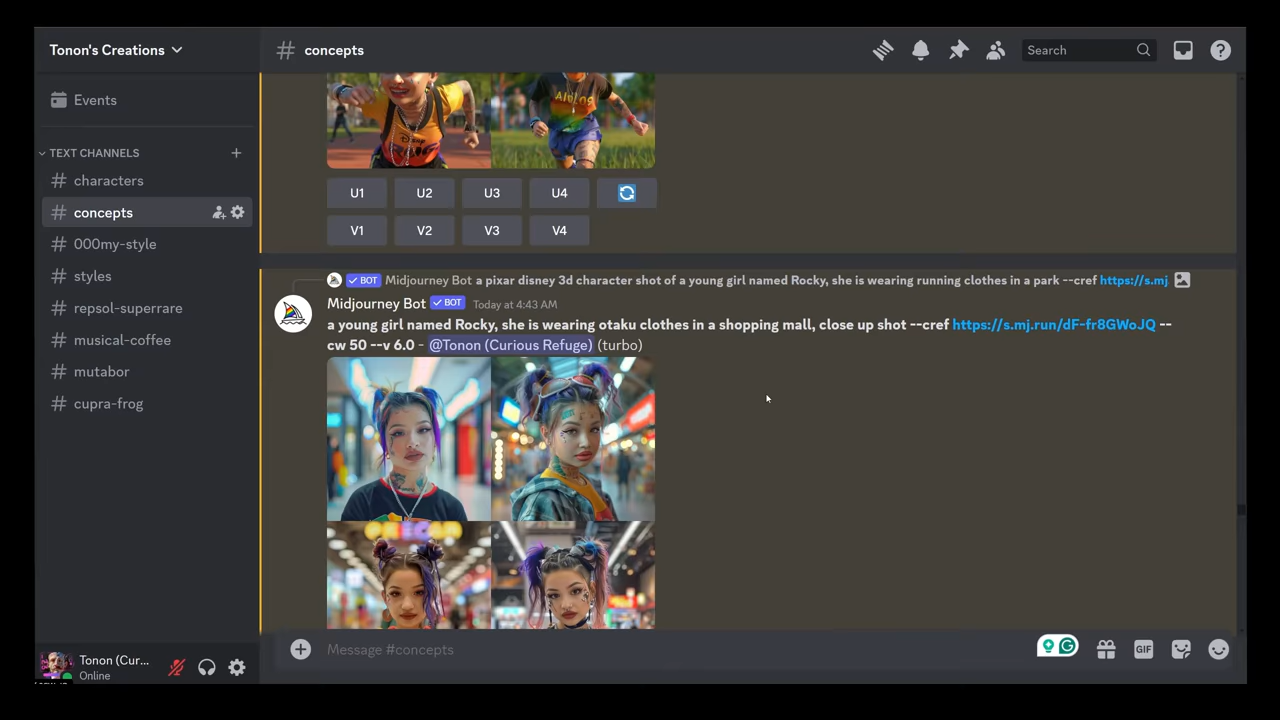 Tonon's Creations
# concepts
Search
Events
TEXT CHANNELS
# characters
# concepts
# 000my-style
# styles
# repsol-superrare
# musical-coffee
# mutabor
# cupra-frog
U1 U2 U3 U4
V1 V2 V3 V4
BOT Midjourney Bot a pixar disney 3d character shot of a young girl named Rocky, she is wearing running clothes in a park --cref https://s.mj.
Midjourney Bot BOT Today at 4:43 AM
a young girl named Rocky, she is wearing otaku clothes in a shopping mall, close up shot --cref https://s.mj.run/dF-fr8GWoJQ --
cw 50 --v 6.0 - @Tonon (Curious Refuge) (turbo)
Message #concepts
GIF
Tonon (Cur...
Online